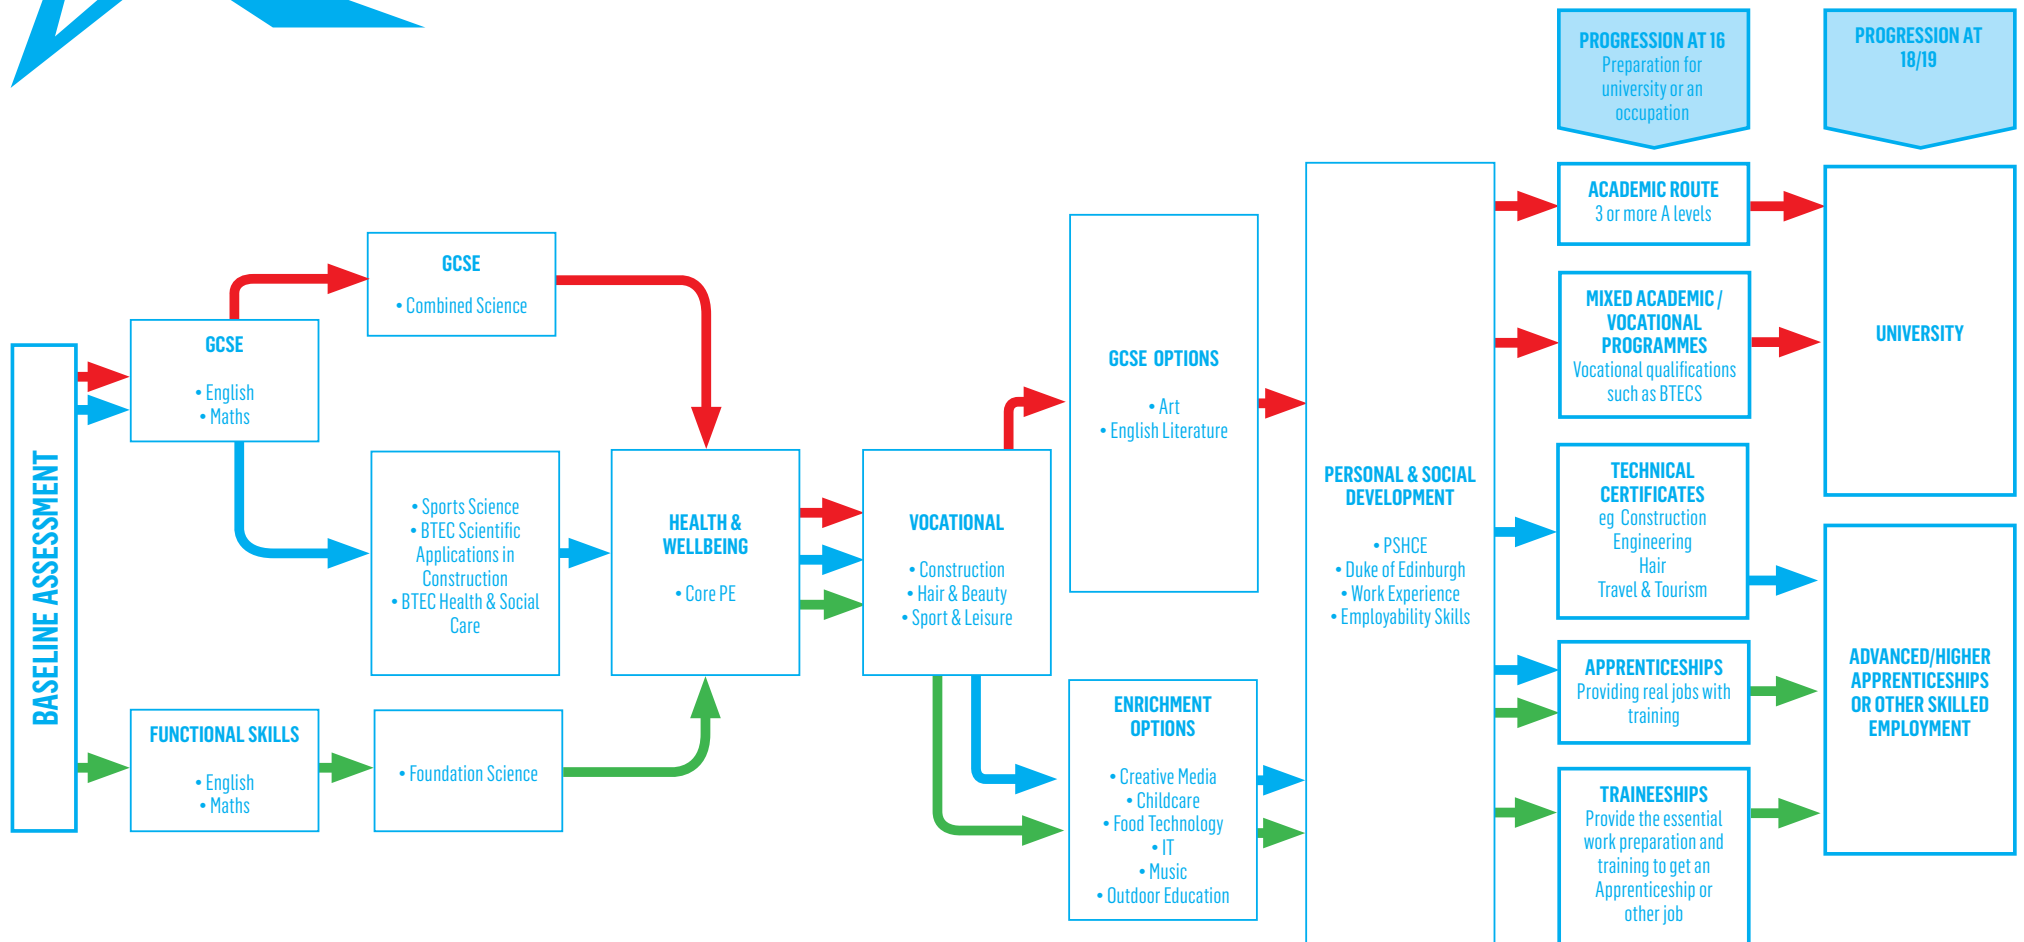 BASELINE ASSESSMENT
GCSE
• English
• Maths
FUNCTIONAL SKILLS
• English
• Maths
GCSE
• Combined Science
• Sports Science
• BTEC Scientific
Applications in
Construction
• BTEC Health & Social
Care
• Foundation Science
HEALTH &
WELLBEING
• Core PE
VOCATIONAL
• Construction
• Hair & Beauty
• Sport & Leisure
GCSE OPTIONS
• Art
• English Literature
ENRICHMENT
OPTIONS
• Creative Media
• Childcare
• Food Technology
• IT
• Music
• Outdoor Education
PERSONAL & SOCIAL
DEVELOPMENT
• PSHCE
• Duke of Edinburgh
• Work Experience
• Employability Skills
PROGRESSION AT 16
Preparation for
university or an
occupation
ACADEMIC ROUTE
3 or more A levels
MIXED ACADEMIC /
VOCATIONAL
PROGRAMMES
Vocational qualifications
such as BTECS
TECHNICAL
CERTIFICATES
eg Construction
Engineering
Hair
Travel & Tourism
APPRENTICESHIPS
Providing real jobs with
training
TRAINEESHIPS
Provide the essential
work preparation and
training to get an
Apprenticeship or
other job
PROGRESSION AT
18/19
UNIVERSITY
ADVANCED/HIGHER
APPRENTICESHIPS
OR OTHER SKILLED
EMPLOYMENT